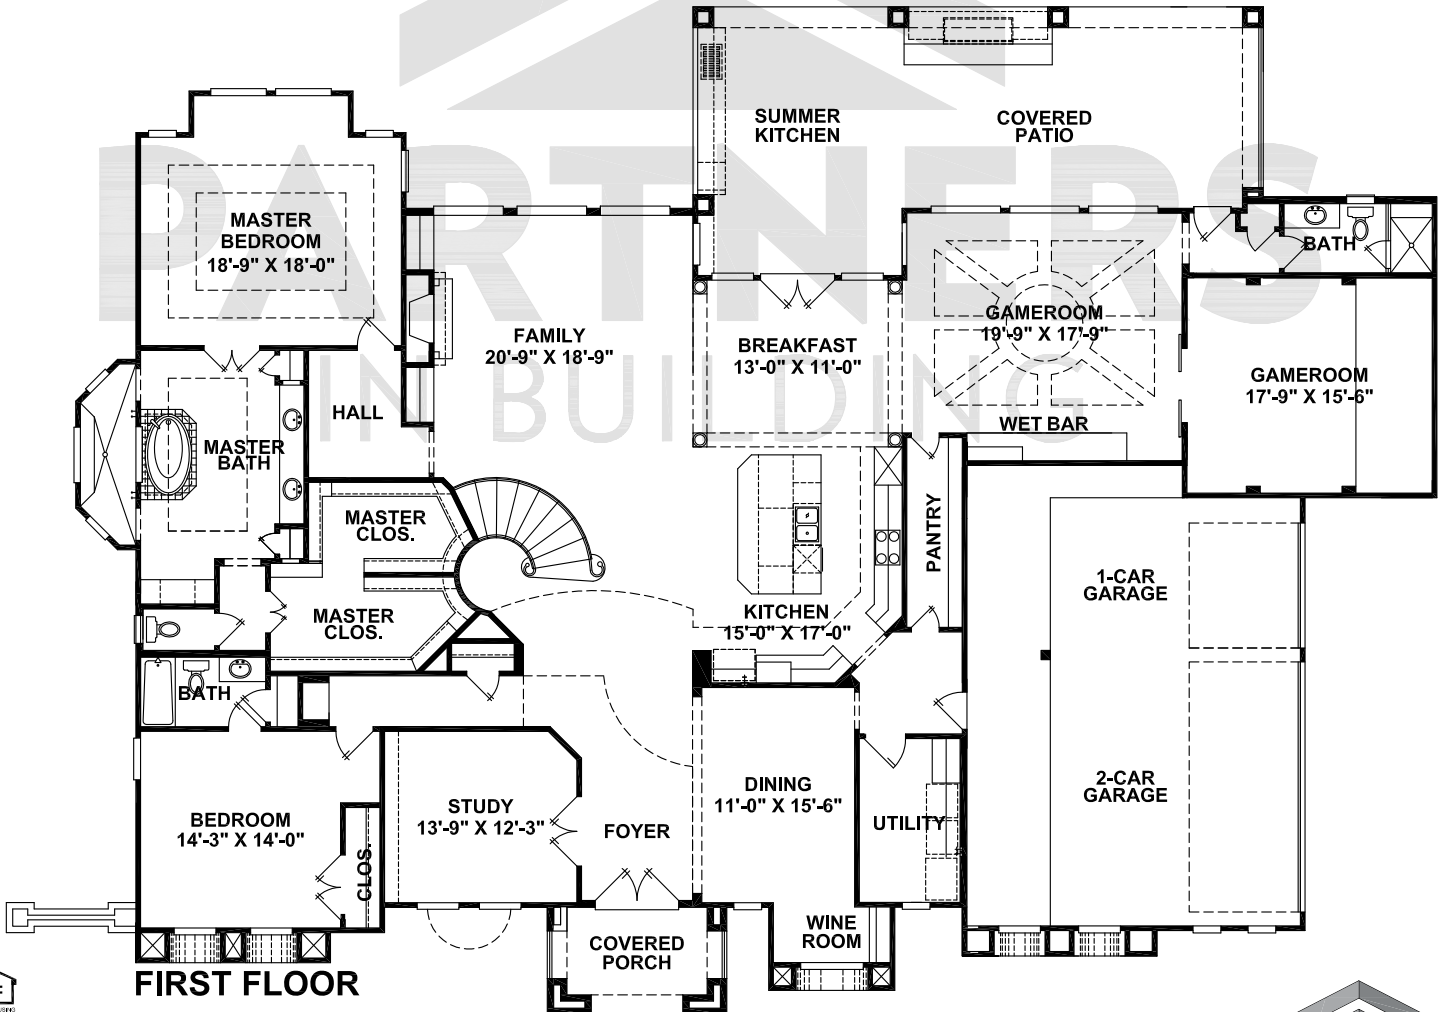 PARTNERS
IN BUILDING
SUMMER
KITCHEN
COVERED
PATIO
MASTER
BEDROOM
18'-9" X 18'-0"
BATH
FAMILY
20'-9" X 18'-9"
BREAKFAST
13'-0" X 11'-0"
GAMEROOM
19'-9" X 17'-9"
GAMEROOM
17'-9" X 15'-6"
HALL
WET BAR
MASTER
BATH
MASTER
CLOS.
PANTRY
MASTER
CLOS.
KITCHEN
15'-0" X 17'-0"
1-CAR
GARAGE
BATH
BEDROOM
14'-3" X 14'-0"
CLOS.
STUDY
13'-9" X 12'-3"
FOYER
DINING
11'-0" X 15'-6"
UTILITY
2-CAR
GARAGE
WINE
ROOM
COVERED
PORCH
FIRST FLOOR